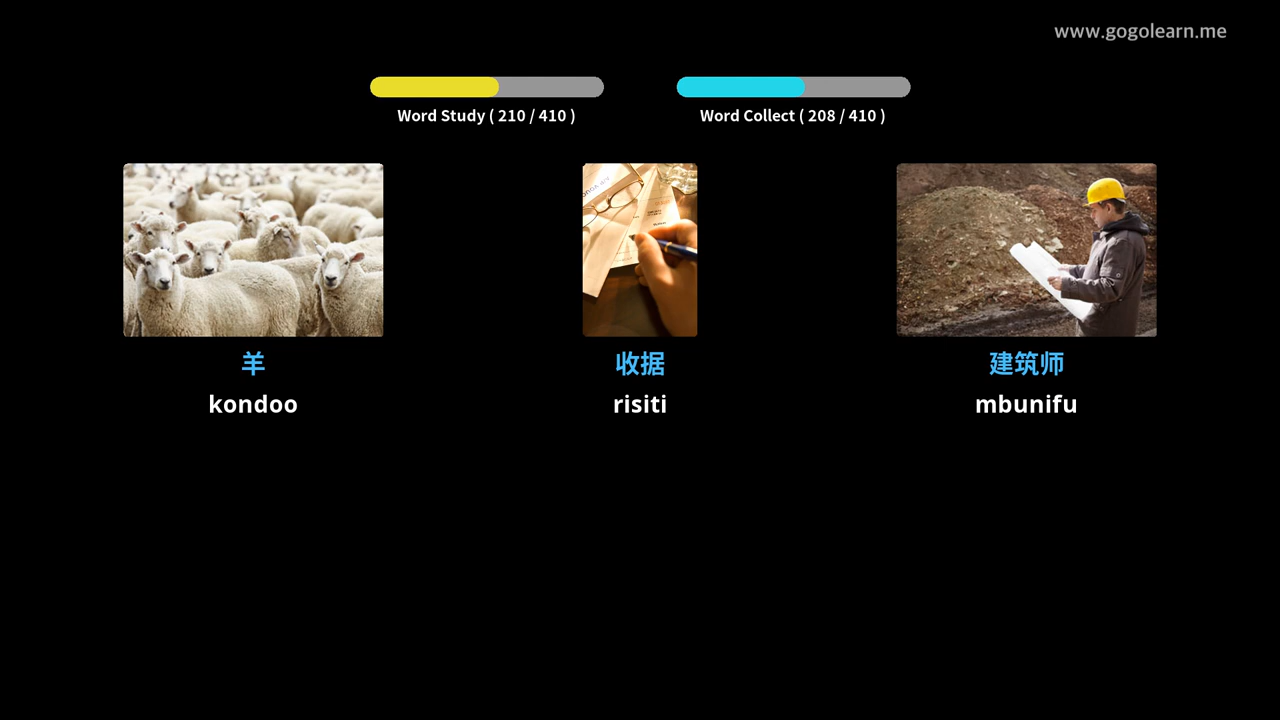 www.gogolearn.me
Word Study ( 210 / 410 )
Word Collect ( 208 / 410 )
羊
kondoo
收据
risiti
建筑师
mbunifu